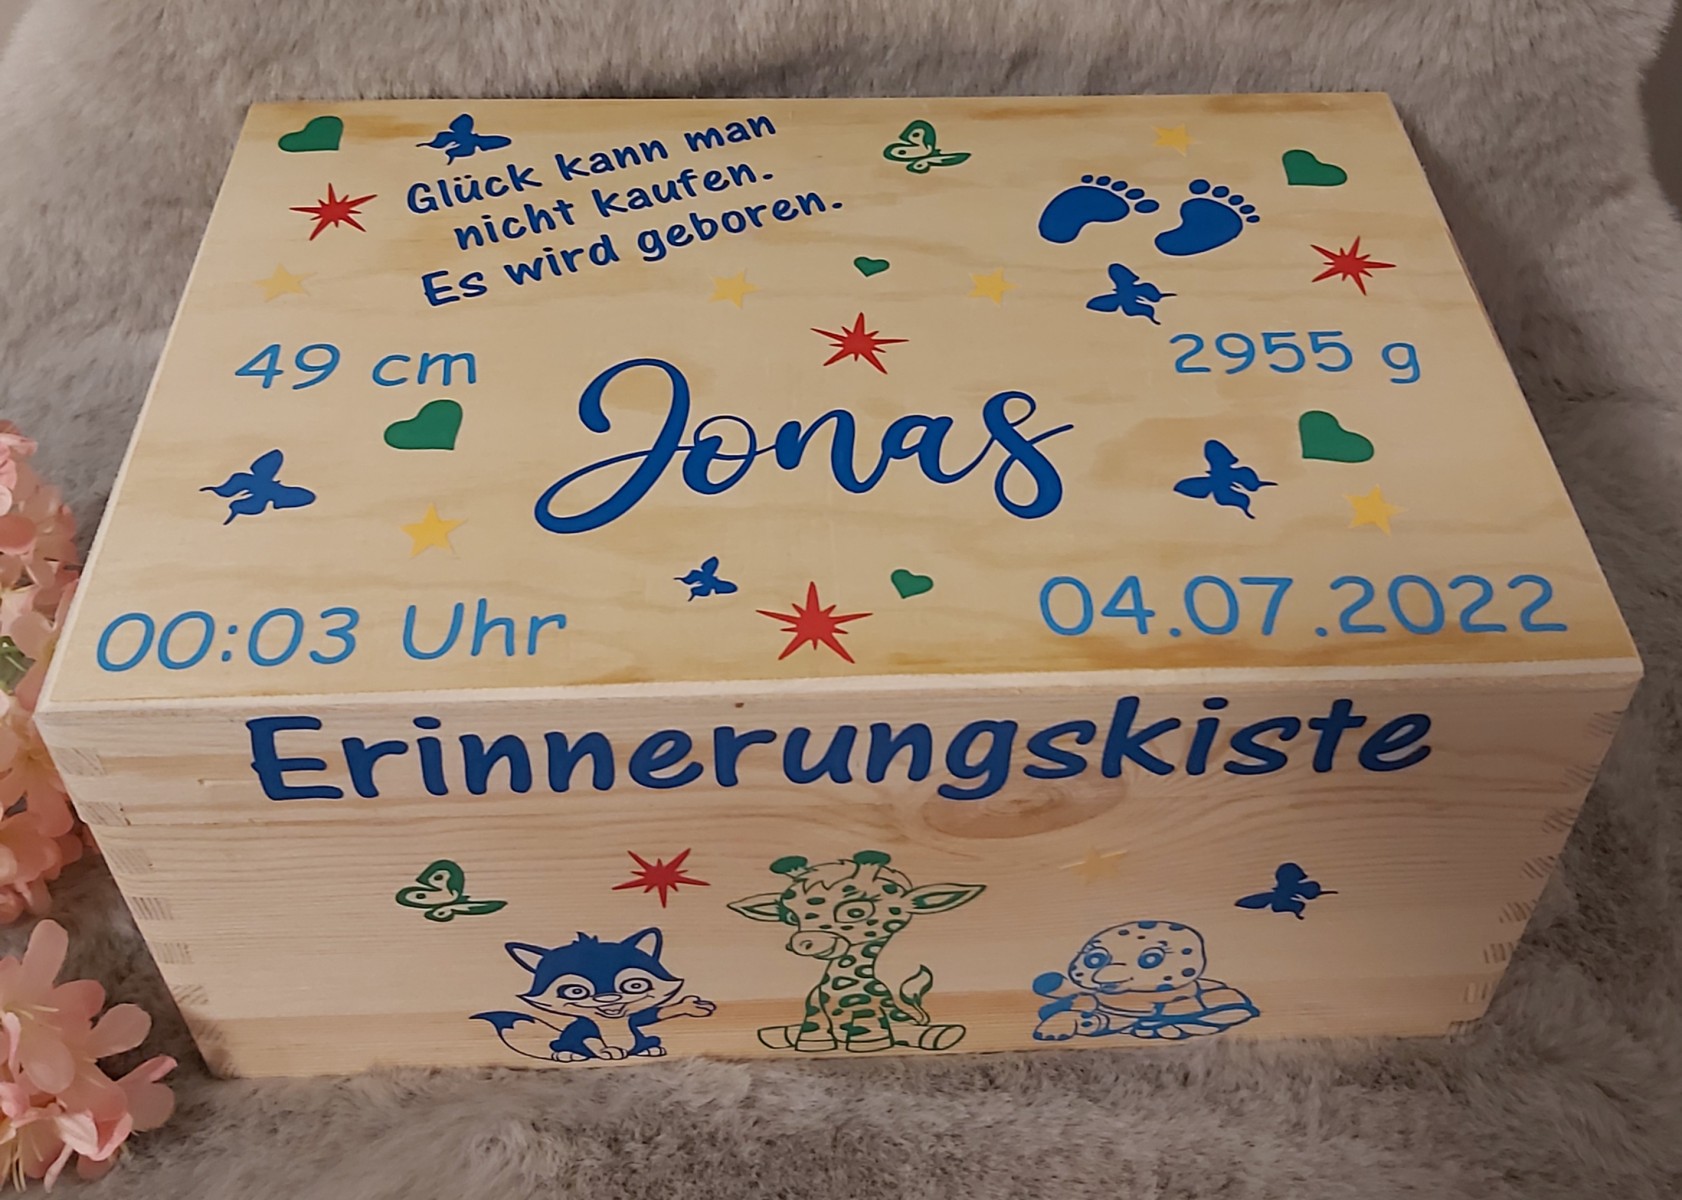 Glück kann man
nicht kaufen.
Es wird geboren.
49 cm
2955 g
Jonas
00:03 Uhr
04.07.2022
Erinnerungskiste